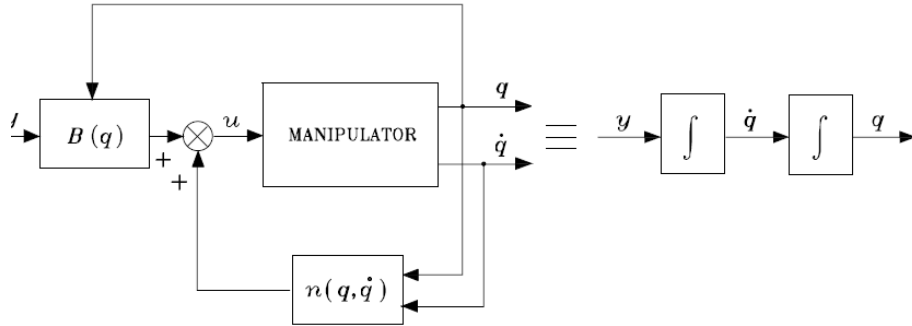 q
y
B (q)
+
+
u
MANIPULATOR
q̇
n(q, q̇)
y
∫
q̇
∫
q